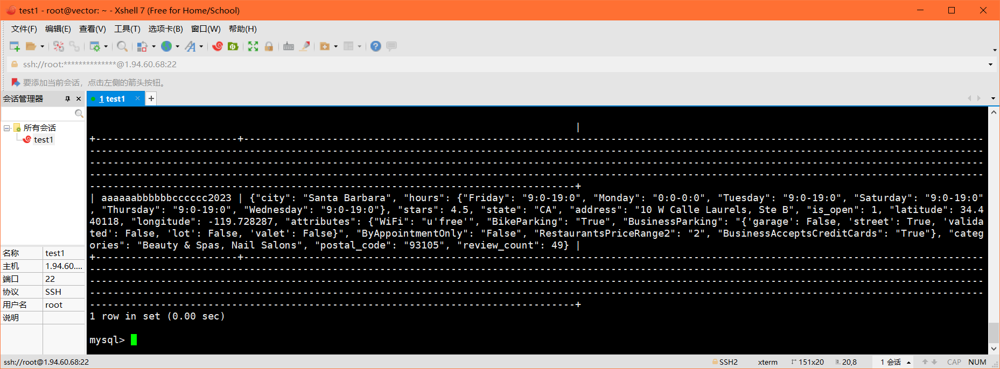 test1 - root@vector: ~ - Xshell 7 (Free for Home/School)
文件(F) 编辑(E) 查看(V) 工具(T) 选项卡(B) 窗口(W) 帮助(H)
ssh://root:**************@1.94.60.68:22
要添加当前会话，点击左侧的箭头按钮。
会话管理器
1 test1
所有会话
test1
|
+------------------------+----------------------------------------------------------------------------------------------------------------------------
-------------------------------------------------------------------------------------------------------------------------------------------------------
-------------------------------------------------------------------------------------------------------------------------------------------------------
-------------------------------------------------------------------------------------------------------------------------------------------------------
----------------------------------------------------------------------------------+
| aaaaaabbbbbbcccccc2023 | {"city": "Santa Barbara", "hours": {"Friday": "9:0-19:0", "Monday": "0:0-0:0", "Tuesday": "9:0-19:0", "Saturday": "9:0-19:0"
, "Thursday": "9:0-19:0", "Wednesday": "9:0-19:0"}, "stars": 4.5, "state": "CA", "address": "10 W Calle Laurels, Ste B", "is_open": 1, "latitude": 34.4
40118, "longitude": -119.728287, "attributes": {"WiFi": "u'free'", "BikeParking": "True", "BusinessParking": "{'garage': False, 'street': True, 'valida
ted': False, 'lot': False, 'valet': False}", "ByAppointmentOnly": "False", "RestaurantsPriceRange2": "2", "BusinessAcceptsCreditCards": "True"}, "categ
ories": "Beauty & Spas, Nail Salons", "postal_code": "93105", "review_count": 49} |
+------------------------+----------------------------------------------------------------------------------------------------------------------------
-------------------------------------------------------------------------------------------------------------------------------------------------------
-------------------------------------------------------------------------------------------------------------------------------------------------------
-------------------------------------------------------------------------------------------------------------------------------------------------------
----------------------------------------------------------------------------------+
1 row in set (0.00 sec)
mysql>
名称 test1
主机 1.94.60....
端口 22
协议 SSH
用户名 root
说明
ssh://root@1.94.60.68:22 SSH2 xterm 151x20 20,8 1 会话 CAP NUM